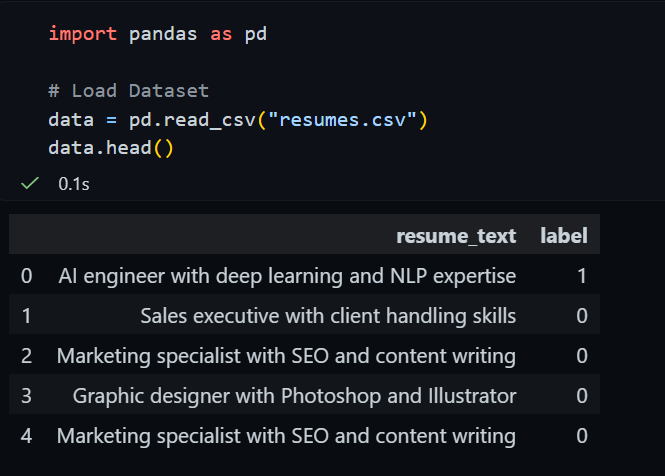 import pandas as pd
# Load Dataset
data = pd.read_csv("resumes.csv")
data.head()
0.1s
resume_text label
0 AI engineer with deep learning and NLP expertise 1
1 Sales executive with client handling skills 0
2 Marketing specialist with SEO and content writing 0
3 Graphic designer with Photoshop and Illustrator 0
4 Marketing specialist with SEO and content writing 0